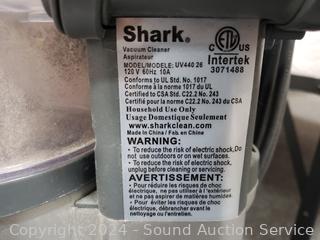 Shark®
Vacuum Cleaner
Aspirateur
MODEL/MODELE: UV440 26
120 V 60Hz 10A
Conforms to UL Std. No. 1017
Conforme à la norme 1017 du UL
Certified to CSA Std. C22.2 No. 243
Certifié pour la norme C22.2 No. 243 du CSA
Household Use Only
Usage Domestique Seulement
www.sharkclean.com
Made in China / Fab. en Chine
C ETL US
Intertek
3071488
WARNING:
- To reduce the risk of electric shock, Do not use outdoors or on wet surfaces.
- To reduce the risk of electric shock, unplug before cleaning or servicing.
AVERTISSEMENT:
- Pour réduire les risques de choc
électrique, ne pas utiliser à l'extérieur
et ne pas aspirer de matières humides.
- Pour éviter les risques de choc
électrique, débrancher avant le nettoyage
ou l'entretien.
Copyright 2024 - Sound Auction Service